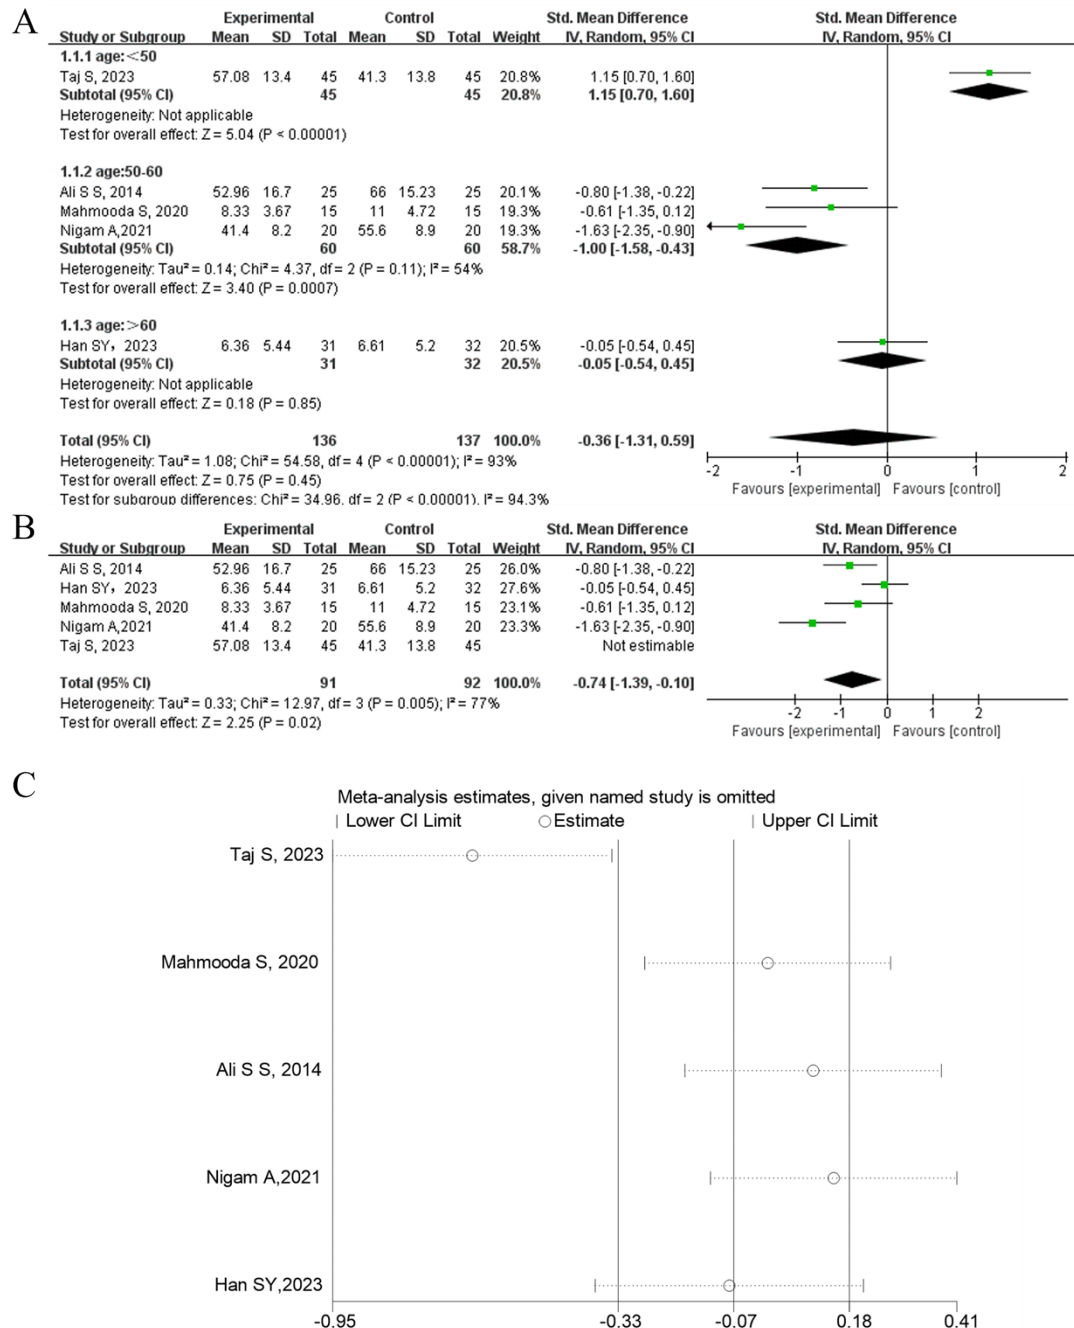 A
Experimental Control Std. Mean Difference Std. Mean Difference
Study or Subgroup Mean SD Total Mean SD Total Weight IV, Random, 95% CI IV, Random, 95% CI
1.1.1 age:<50
Taj S, 2023 57.08 13.4 45 41.3 13.8 45 20.8% 1.15 [0.70, 1.60]
Subtotal (95% CI) 45 45 20.8% 1.15 [0.70, 1.60]
Heterogeneity: Not applicable
Test for overall effect: Z = 5.04 (P < 0.00001)
1.1.2 age:50-60
Ali S S, 2014 52.96 16.7 25 66 15.23 25 20.1% -0.80 [-1.38, -0.22]
Mahmooda S, 2020 8.33 3.67 15 11 4.72 15 19.3% -0.61 [-1.35, 0.12]
Nigam A,2021 41.4 8.2 20 55.6 8.9 20 19.3% -1.63 [-2.35, -0.90]
Subtotal (95% CI) 60 60 58.7% -1.00 [-1.58, -0.43]
Heterogeneity: Tau² = 0.14; Chi² = 4.37, df = 2 (P = 0.11); I² = 54%
Test for overall effect: Z = 3.40 (P = 0.0007)
1.1.3 age:>60
Han SY，2023 6.36 5.44 31 6.61 5.2 32 20.5% -0.05 [-0.54, 0.45]
Subtotal (95% CI) 31 32 20.5% -0.05 [-0.54, 0.45]
Heterogeneity: Not applicable
Test for overall effect: Z = 0.18 (P = 0.85)
Total (95% CI) 136 137 100.0% -0.36 [-1.31, 0.59]
Heterogeneity: Tau² = 1.08; Chi² = 54.58, df = 4 (P < 0.00001); I² = 93%
Test for overall effect: Z = 0.75 (P = 0.45)
Test for subgroup differences: Chi² = 34.96, df = 2 (P < 0.00001), I² = 94.3%
-2 -1 0 1 2
Favours [experimental] Favours [control]
B
Experimental Control Std. Mean Difference Std. Mean Difference
Study or Subgroup Mean SD Total Mean SD Total Weight IV, Random, 95% CI IV, Random, 95% CI
Ali S S, 2014 52.96 16.7 25 66 15.23 25 26.0% -0.80 [-1.38, -0.22]
Han SY，2023 6.36 5.44 31 6.61 5.2 32 27.6% -0.05 [-0.54, 0.45]
Mahmooda S, 2020 8.33 3.67 15 11 4.72 15 23.1% -0.61 [-1.35, 0.12]
Nigam A,2021 41.4 8.2 20 55.6 8.9 20 23.3% -1.63 [-2.35, -0.90]
Taj S, 2023 57.08 13.4 45 41.3 13.8 45 Not estimable
Total (95% CI) 91 92 100.0% -0.74 [-1.39, -0.10]
Heterogeneity: Tau² = 0.33; Chi² = 12.97, df = 3 (P = 0.005); I² = 77%
Test for overall effect: Z = 2.25 (P = 0.02)
-2 -1 0 1 2
Favours [experimental] Favours [control]
C
Meta-analysis estimates, given named study is omitted
Lower CI Limit Estimate Upper CI Limit
Taj S, 2023
Mahmooda S, 2020
Ali S S, 2014
Nigam A,2021
Han SY,2023
-0.95 -0.33 -0.07 0.18 0.41